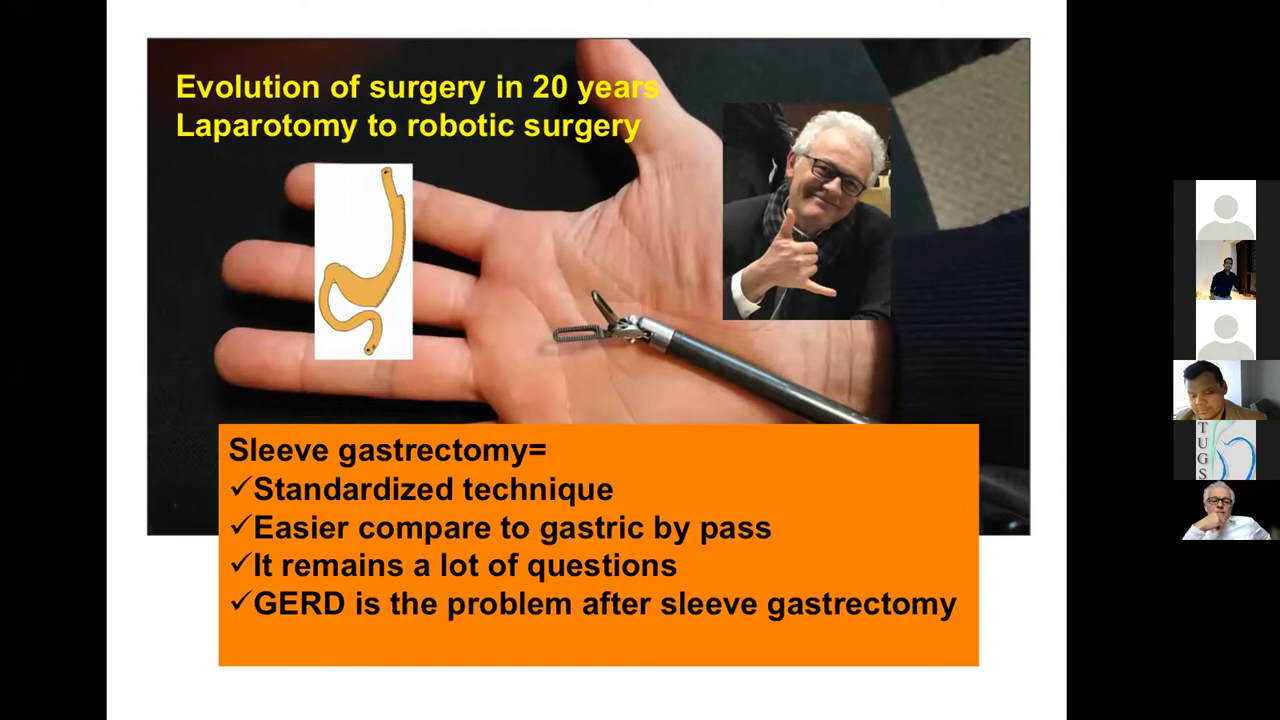 Evolution of surgery in 20 years
Laparotomy to robotic surgery
Sleeve gastrectomy=
✓Standardized technique
✓Easier compare to gastric by pass
✓It remains a lot of questions
✓GERD is the problem after sleeve gastrectomy
TUGS